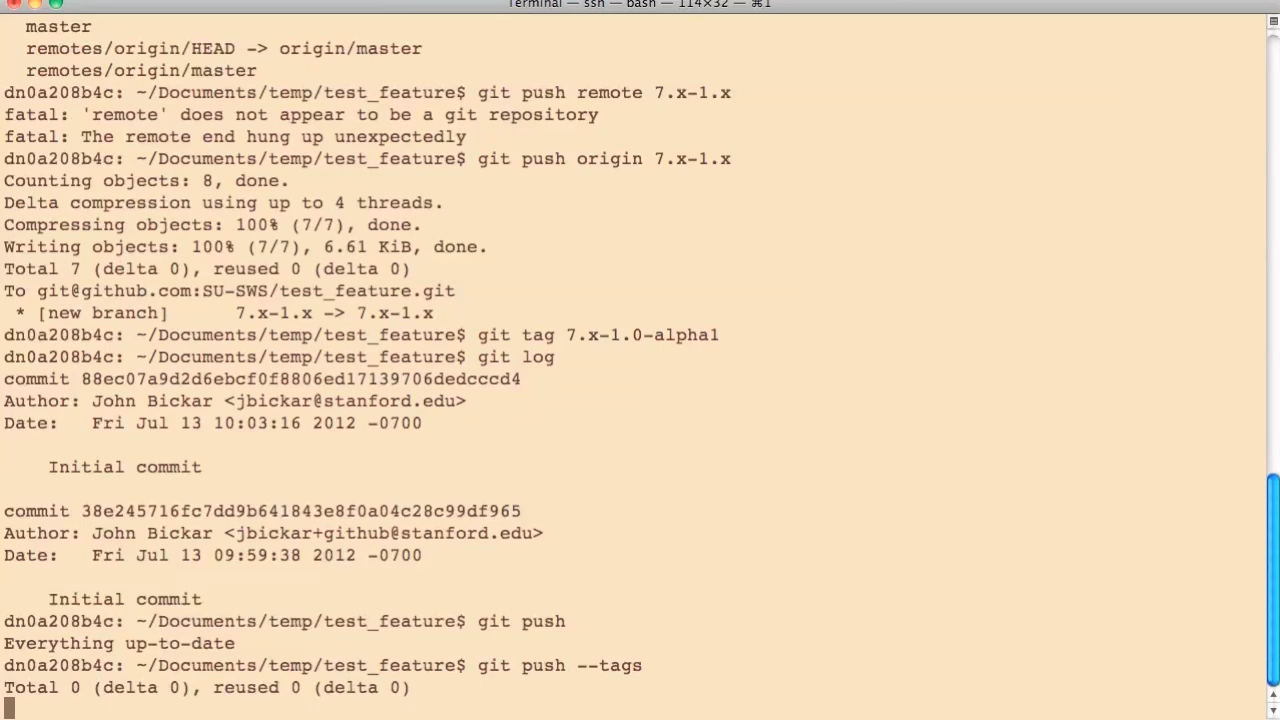 Terminal — ssh — bash — 114×32 — ⌘1
master
remotes/origin/HEAD -> origin/master
remotes/origin/master
dn0a208b4c: ~/Documents/temp/test_feature$ git push remote 7.x-1.x
fatal: 'remote' does not appear to be a git repository
fatal: The remote end hung up unexpectedly
dn0a208b4c: ~/Documents/temp/test_feature$ git push origin 7.x-1.x
Counting objects: 8, done.
Delta compression using up to 4 threads.
Compressing objects: 100% (7/7), done.
Writing objects: 100% (7/7), 6.61 KiB, done.
Total 7 (delta 0), reused 0 (delta 0)
To git@github.com:SU-SWS/test_feature.git
* [new branch]      7.x-1.x -> 7.x-1.x
dn0a208b4c: ~/Documents/temp/test_feature$ git tag 7.x-1.0-alpha1
dn0a208b4c: ~/Documents/temp/test_feature$ git log
commit 88ec07a9d2d6ebcf0f8806ed17139706dedcccd4
Author: John Bickar <jbickar@stanford.edu>
Date:   Fri Jul 13 10:03:16 2012 -0700
Initial commit
commit 38e245716fc7dd9b641843e8f0a04c28c99df965
Author: John Bickar <jbickar+github@stanford.edu>
Date:   Fri Jul 13 09:59:38 2012 -0700
Initial commit
dn0a208b4c: ~/Documents/temp/test_feature$ git push
Everything up-to-date
dn0a208b4c: ~/Documents/temp/test_feature$ git push --tags
Total 0 (delta 0), reused 0 (delta 0)